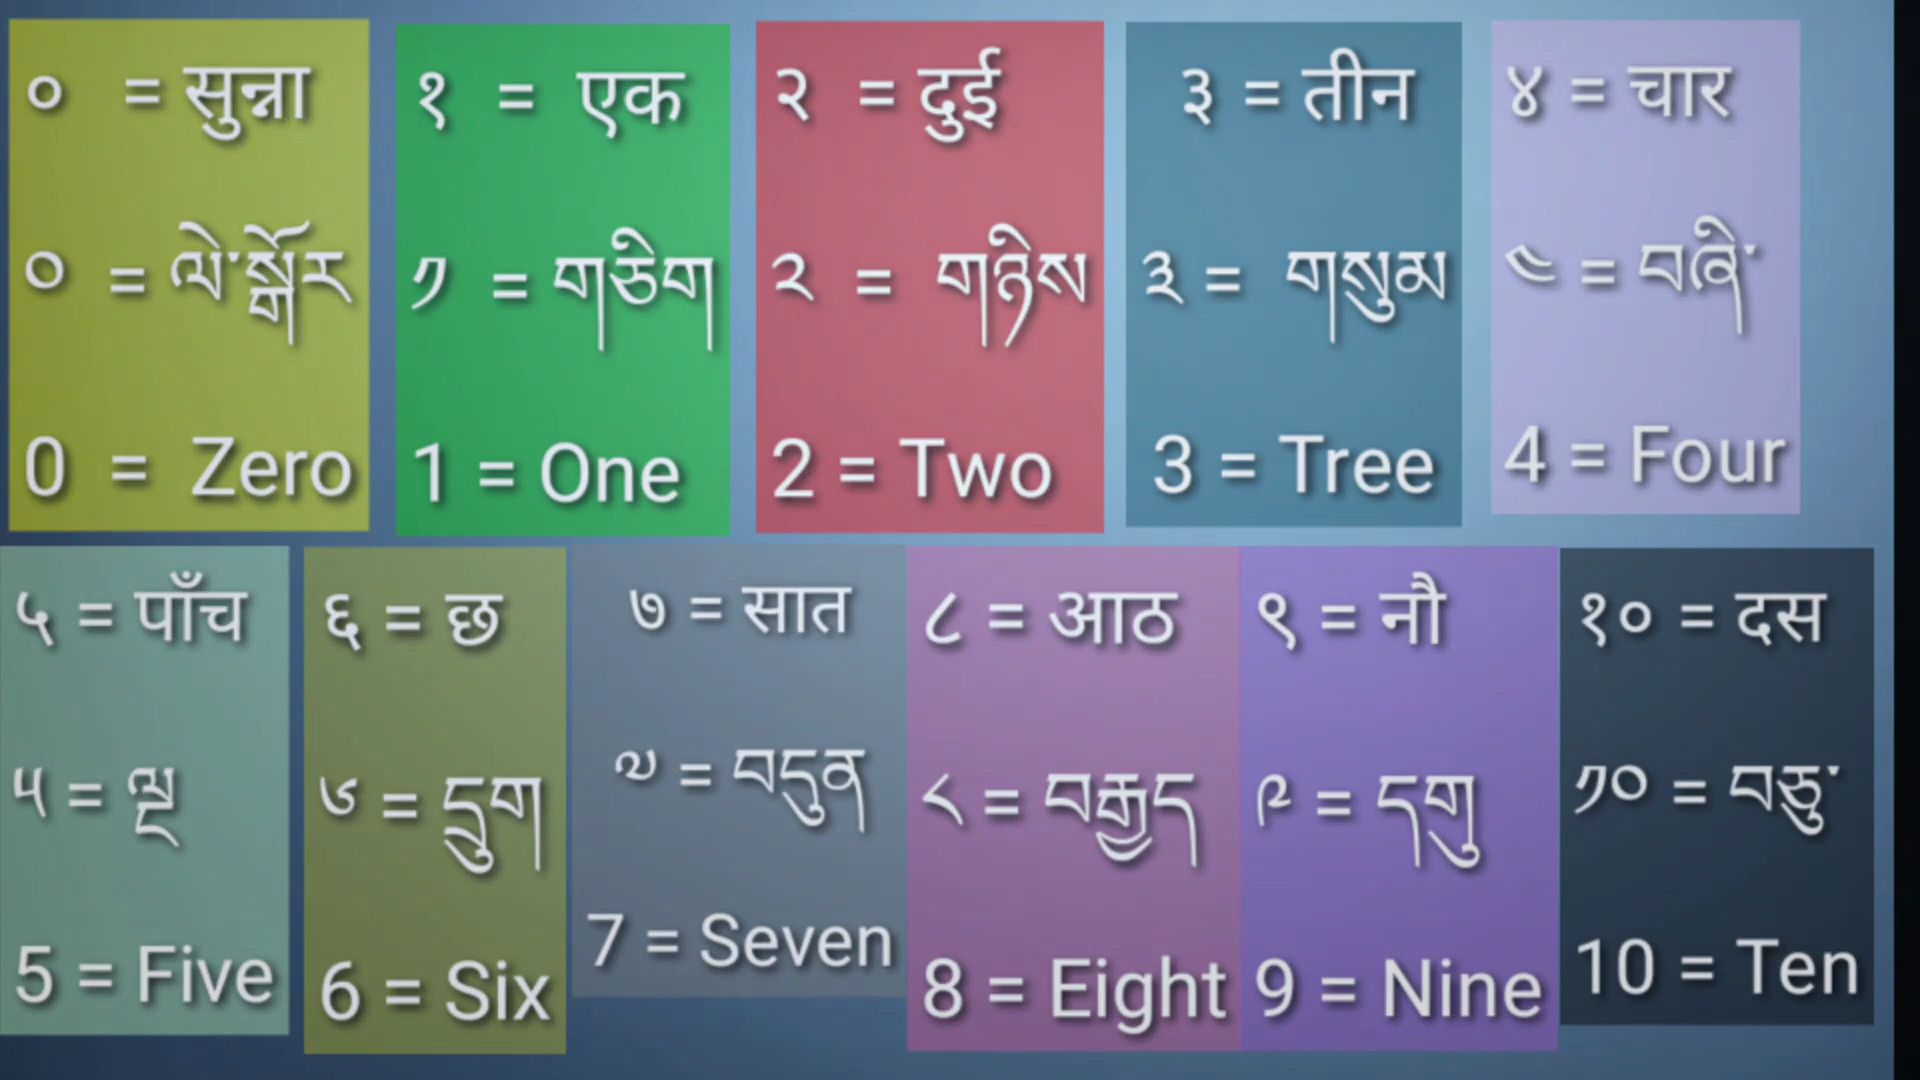 ० = सुन्ना
० = ལེ་སྒོར
0 = Zero
१ = एक
༡ = གཅིག
1 = One
२ = दुई
༢ = གཉིས
2 = Two
३ = तीन
༣ = གསུམ
3 = Tree
४ = चार
༤ = བཞི་
4 = Four
५ = पाँच
༥ = ལྔ
5 = Five
६ = छ
༦ = དྲུག
6 = Six
७ = सात
༧ = བདུན
7 = Seven
८ = आठ
༨ = བརྒྱད
8 = Eight
९ = नौ
༩ = དགུ
9 = Nine
१० = दस
༡༠ = བཅུ་
10 = Ten